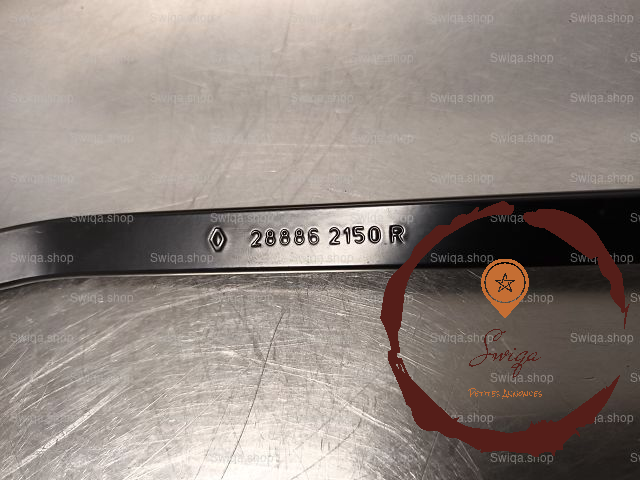 28886 2150 R
Swiqa
PETITES ANNONCES
Swiqa.shop